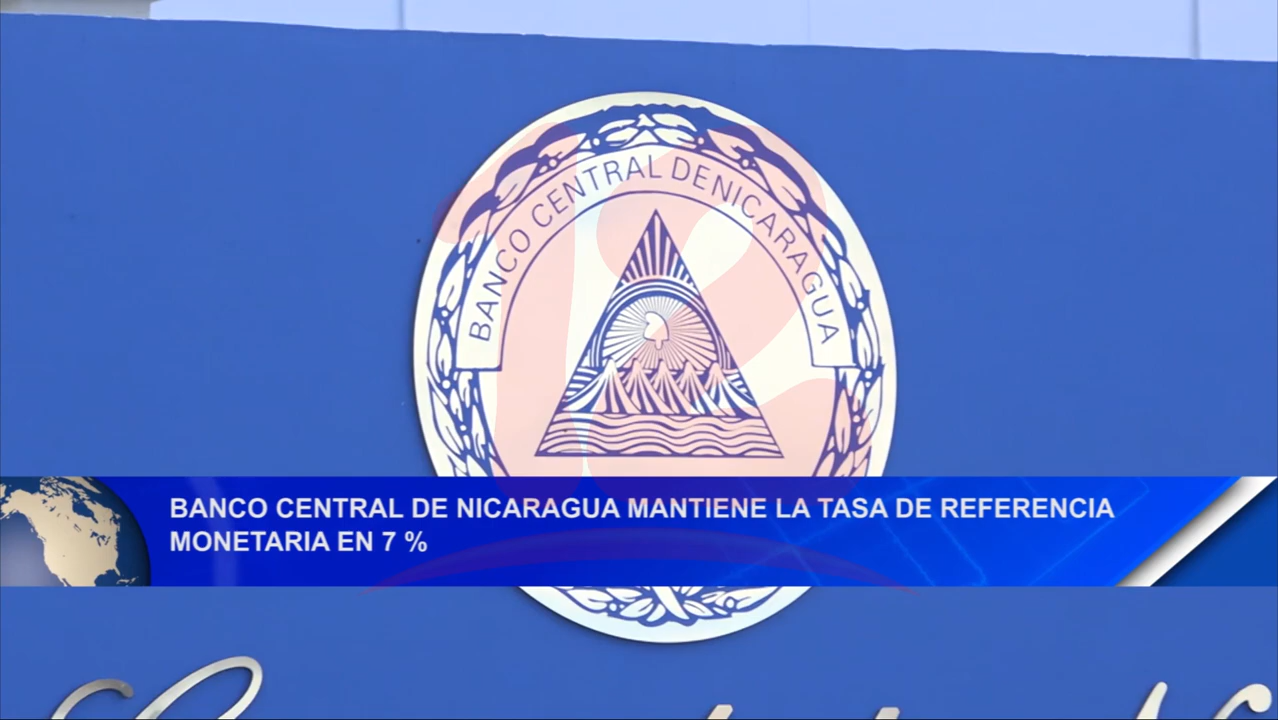 BANCO CENTRAL DE NICARAGUA
BANCO CENTRAL DE NICARAGUA MANTIENE LA TASA DE REFERENCIA
MONETARIA EN 7 %